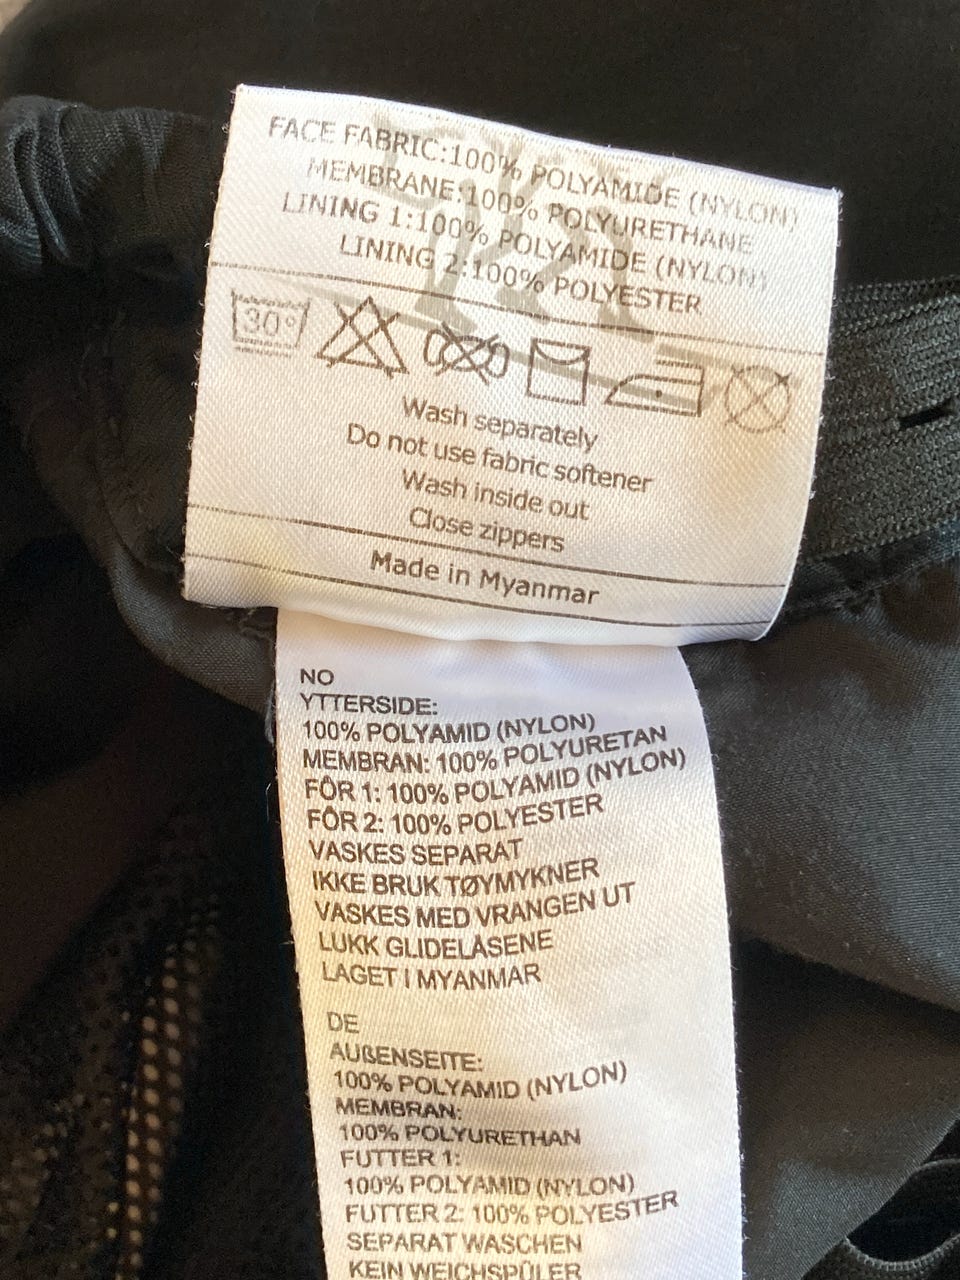 FACE FABRIC:100% POLYAMIDE (NYLON)
MEMBRANE:100% POLYURETHANE
LINING 1:100% POLYAMIDE (NYLON)
LINING 2:100% POLYESTER
30°
Wash separately
Do not use fabric softener
Wash inside out
Close zippers
Made in Myanmar
NO
YTTERSIDE:
100% POLYAMID (NYLON)
MEMBRAN: 100% POLYURETAN
FÔR 1: 100% POLYAMID (NYLON)
FÔR 2: 100% POLYESTER
VASKES SEPARAT
IKKE BRUK TØYMYKNER
VASKES MED VRANGEN UT
LUKK GLIDELÅSENE
LAGET I MYANMAR
DE
AUßENSEITE:
100% POLYAMID (NYLON)
MEMBRAN:
100% POLYURETHAN
FUTTER 1:
100% POLYAMID (NYLON)
FUTTER 2: 100% POLYESTER
SEPARAT WASCHEN
KEIN WEICHSPÜLER